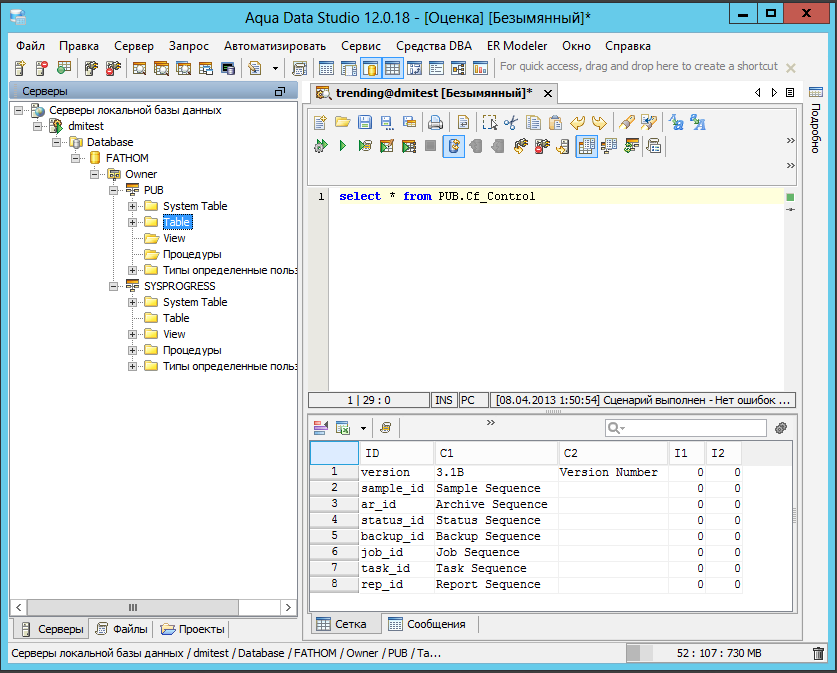 Aqua Data Studio 12.0.18 - [Оценка] [Безымянный]*
Файл Правка Сервер Запрос Автоматизировать Сервис Средства DBA ER Modeler Окно Справка
For quick access, drag and drop here to create a shortcut
Серверы
Серверы локальной базы данных
dmitest
Database
FATHOM
Owner
PUB
System Table
Table
View
Процедуры
Типы определенные польз
SYSPROGRESS
System Table
Table
View
Процедуры
Типы определенные польз
Серверы Файлы Проекты
trending@dmitest [Безымянный]*
Подробно
1 select * from PUB.Cf_Control
1 | 29 : 0 INS PC [08.04.2013 1:50:54] Сценарий выполнен - Нет ошибок ...
ID C1 C2 I1 I2
1 version 3.1B Version Number 0 0
2 sample_id Sample Sequence 0 0
3 ar_id Archive Sequence 0 0
4 status_id Status Sequence 0 0
5 backup_id Backup Sequence 0 0
6 job_id Job Sequence 0 0
7 task_id Task Sequence 0 0
8 rep_id Report Sequence 0 0
Сетка Сообщения
Серверы локальной базы данных / dmitest / Database / FATHOM / Owner / PUB / Ta... 52 : 107 : 730 MB